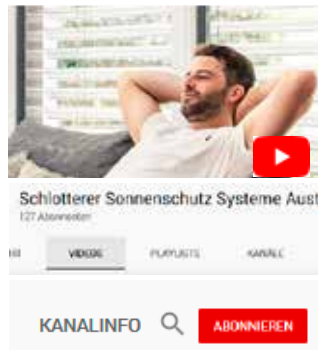 Schlotterer Sonnenschutz Systeme Aust
127 Abonnenten
VIDEOS PLAYLISTS KANÄLE
KANALINFO ABONNIEREN